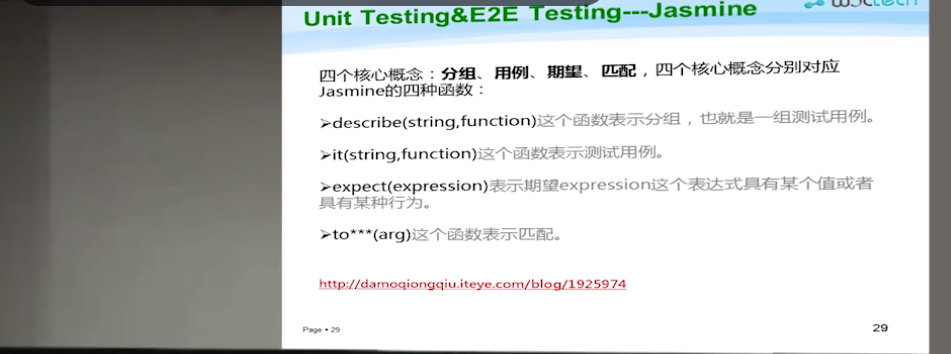 Unit Testing&E2E Testing---Jasmine
四个核心概念：分组、用例、期望、匹配，四个核心概念分别对应
Jasmine的四种函数：
➢describe(string,function)这个函数表示分组，也就是一组测试用例。
➢it(string,function)这个函数表示测试用例。
➢expect(expression)表示期望expression这个表达式具有某个值或者
具有某种行为。
➢to***(arg)这个函数表示匹配。
http://damoqiongqiu.iteye.com/blog/1925974
Page ▪ 29
29